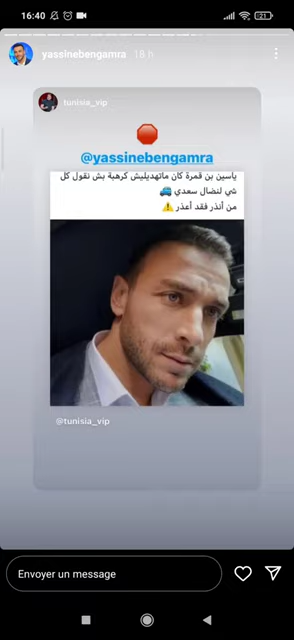 16:40
21
yassinebengamra 18 h
tunisia_vip
@yassinebengamra
ياسين بن قمرة كان ماتهديليش كرهبة بش نقول كل
شي لنضال سعدي 🚙
من أنذر فقد أعذر ⚠️
@tunisia_vip
Envoyer un message